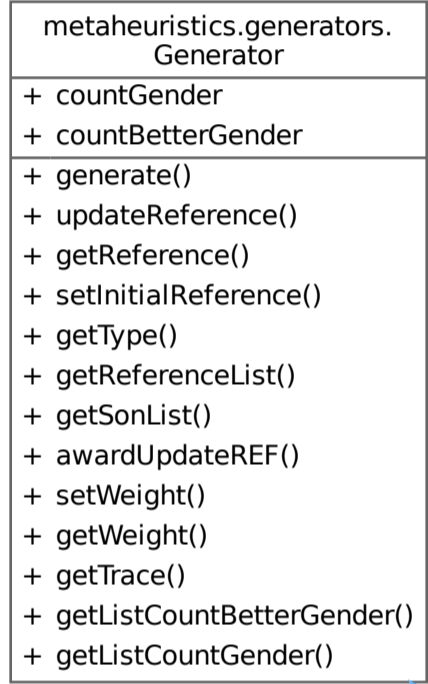 metaheuristics.generators.
Generator
+ countGender
+ countBetterGender
+ generate()
+ updateReference()
+ getReference()
+ setInitialReference()
+ getType()
+ getReferenceList()
+ getSonList()
+ awardUpdateREF()
+ setWeight()
+ getWeight()
+ getTrace()
+ getListCountBetterGender()
+ getListCountGender()